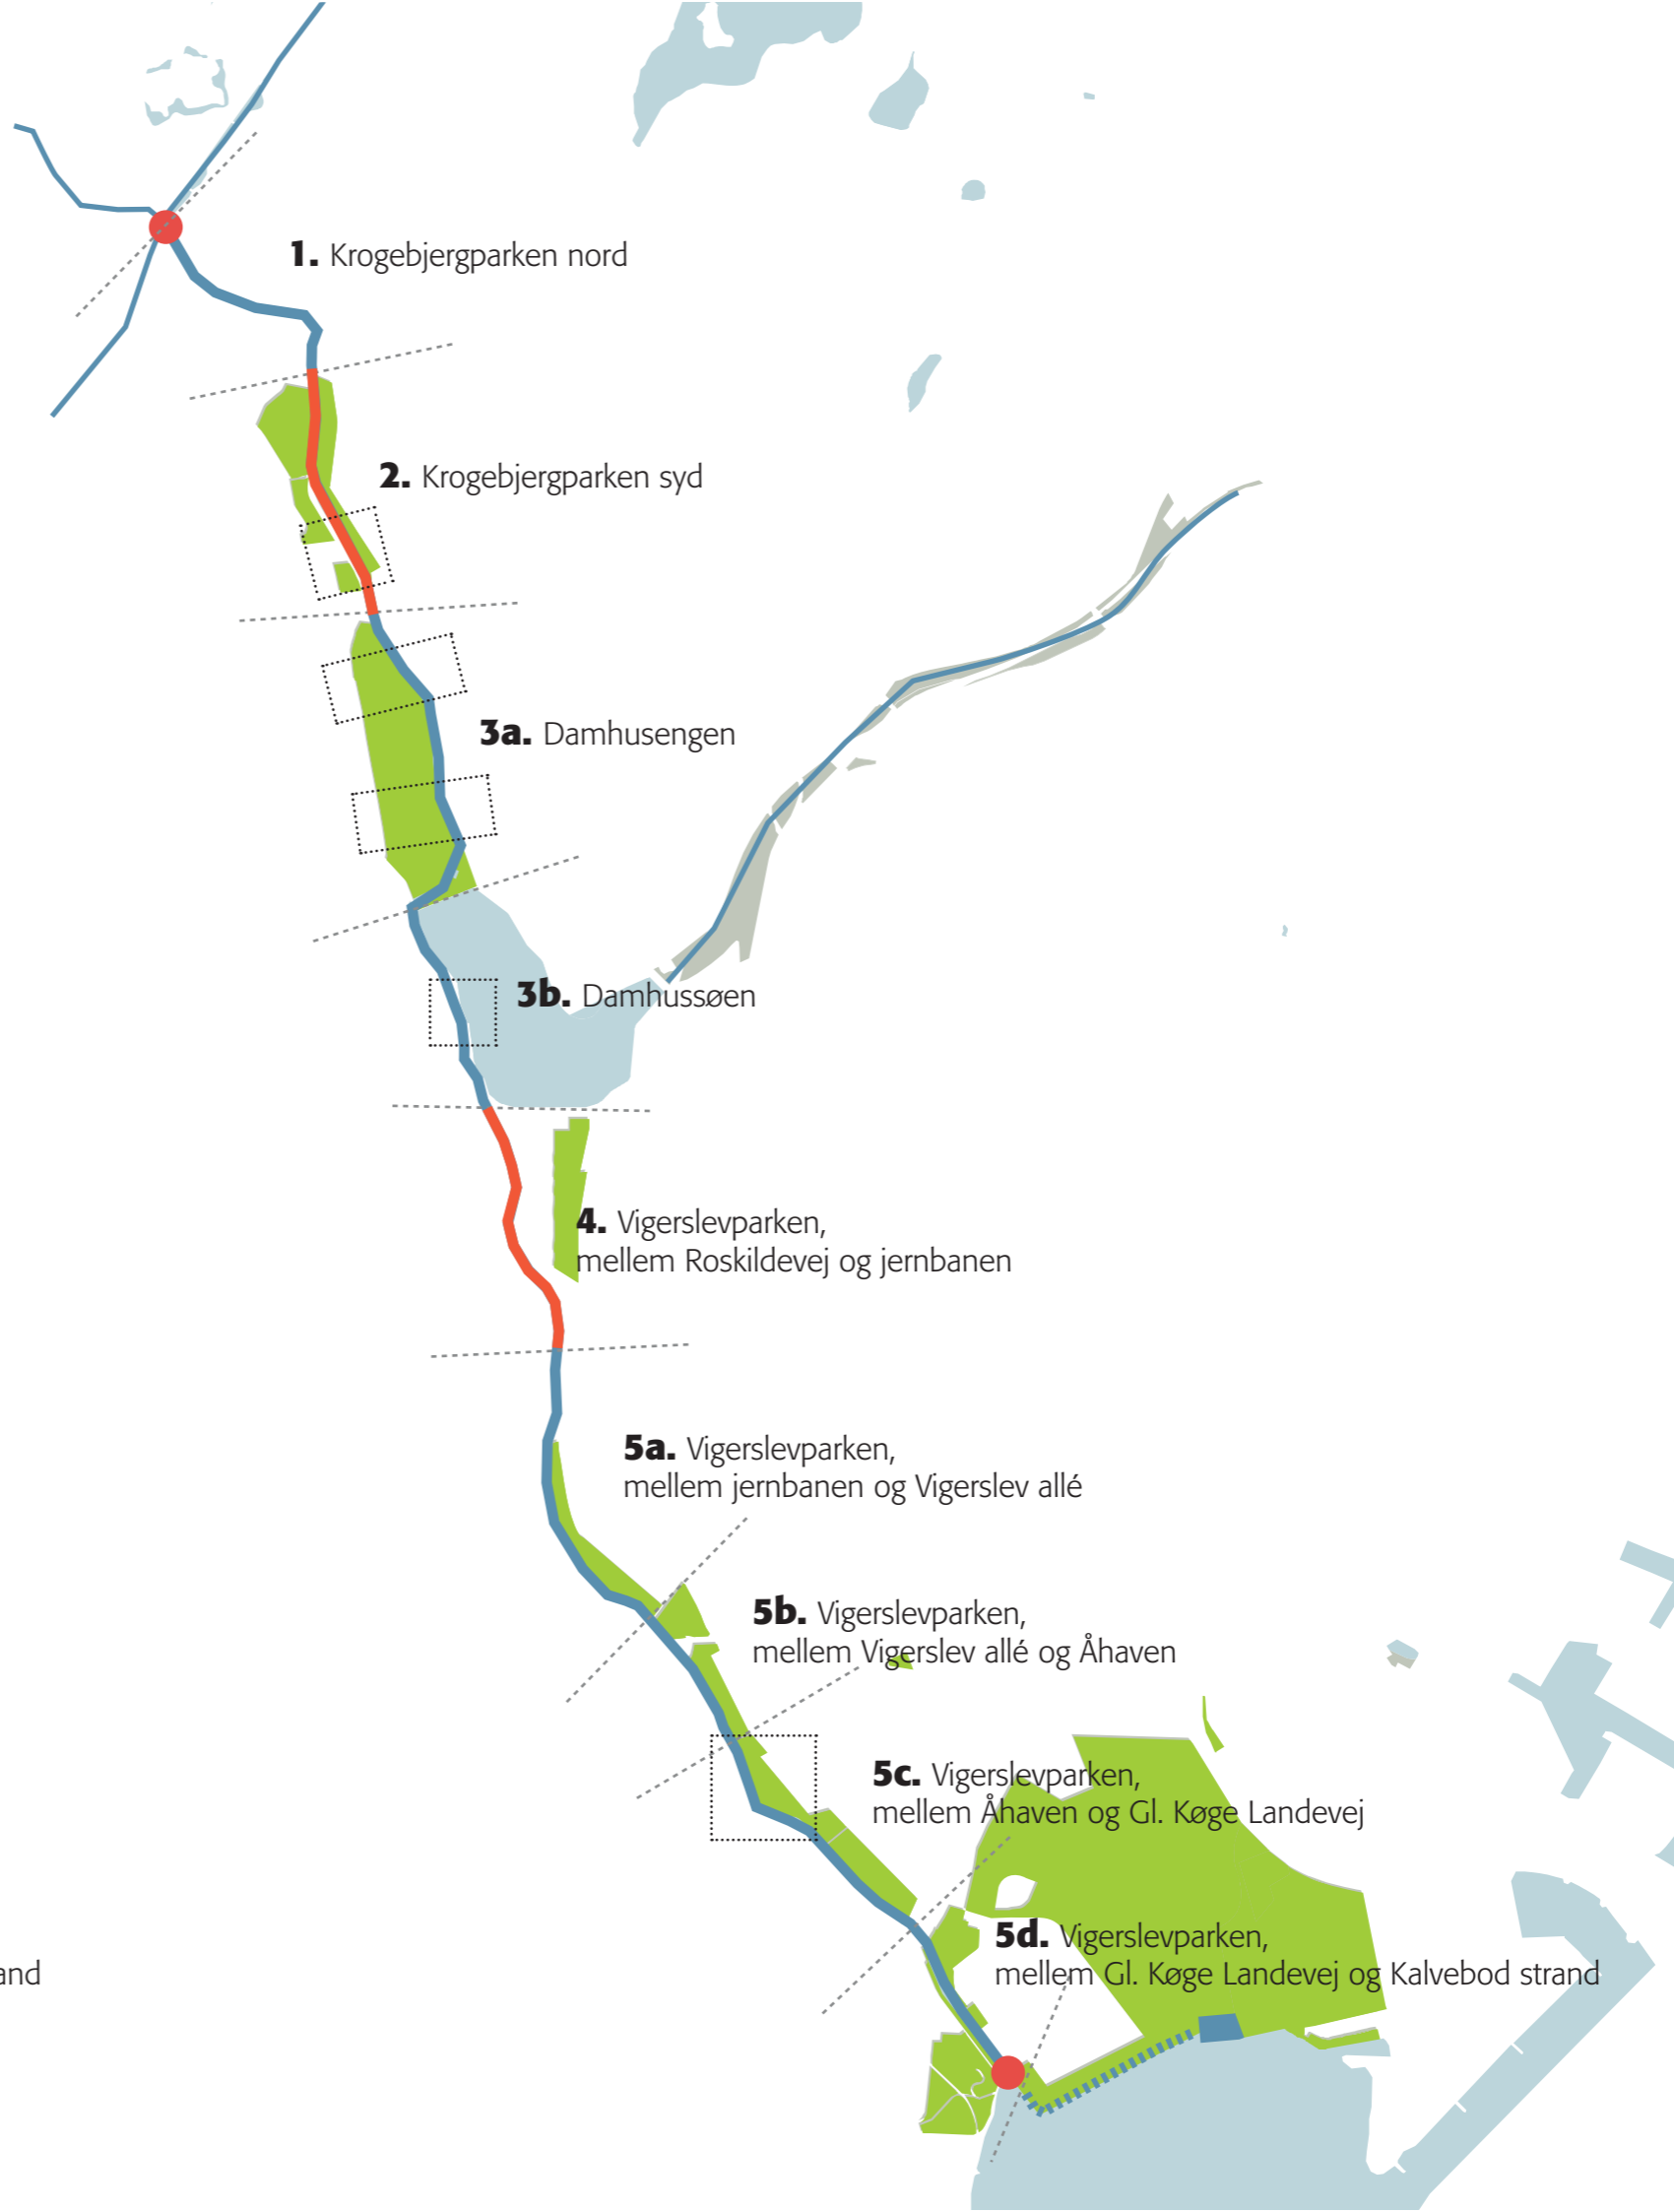 1. Krogebjergparken nord
2. Krogebjergparken syd
3a. Damhusengen
3b. Damhussøen
4. Vigerslevparken,
mellem Roskildevej og jernbanen
5a. Vigerslevparken,
mellem jernbanen og Vigerslev allé
5b. Vigerslevparken,
mellem Vigerslev allé og Åhaven
5c. Vigerslevparken,
mellem Åhaven og Gl. Køge Landevej
5d. Vigerslevparken,
mellem Gl. Køge Landevej og Kalvebod strand
and